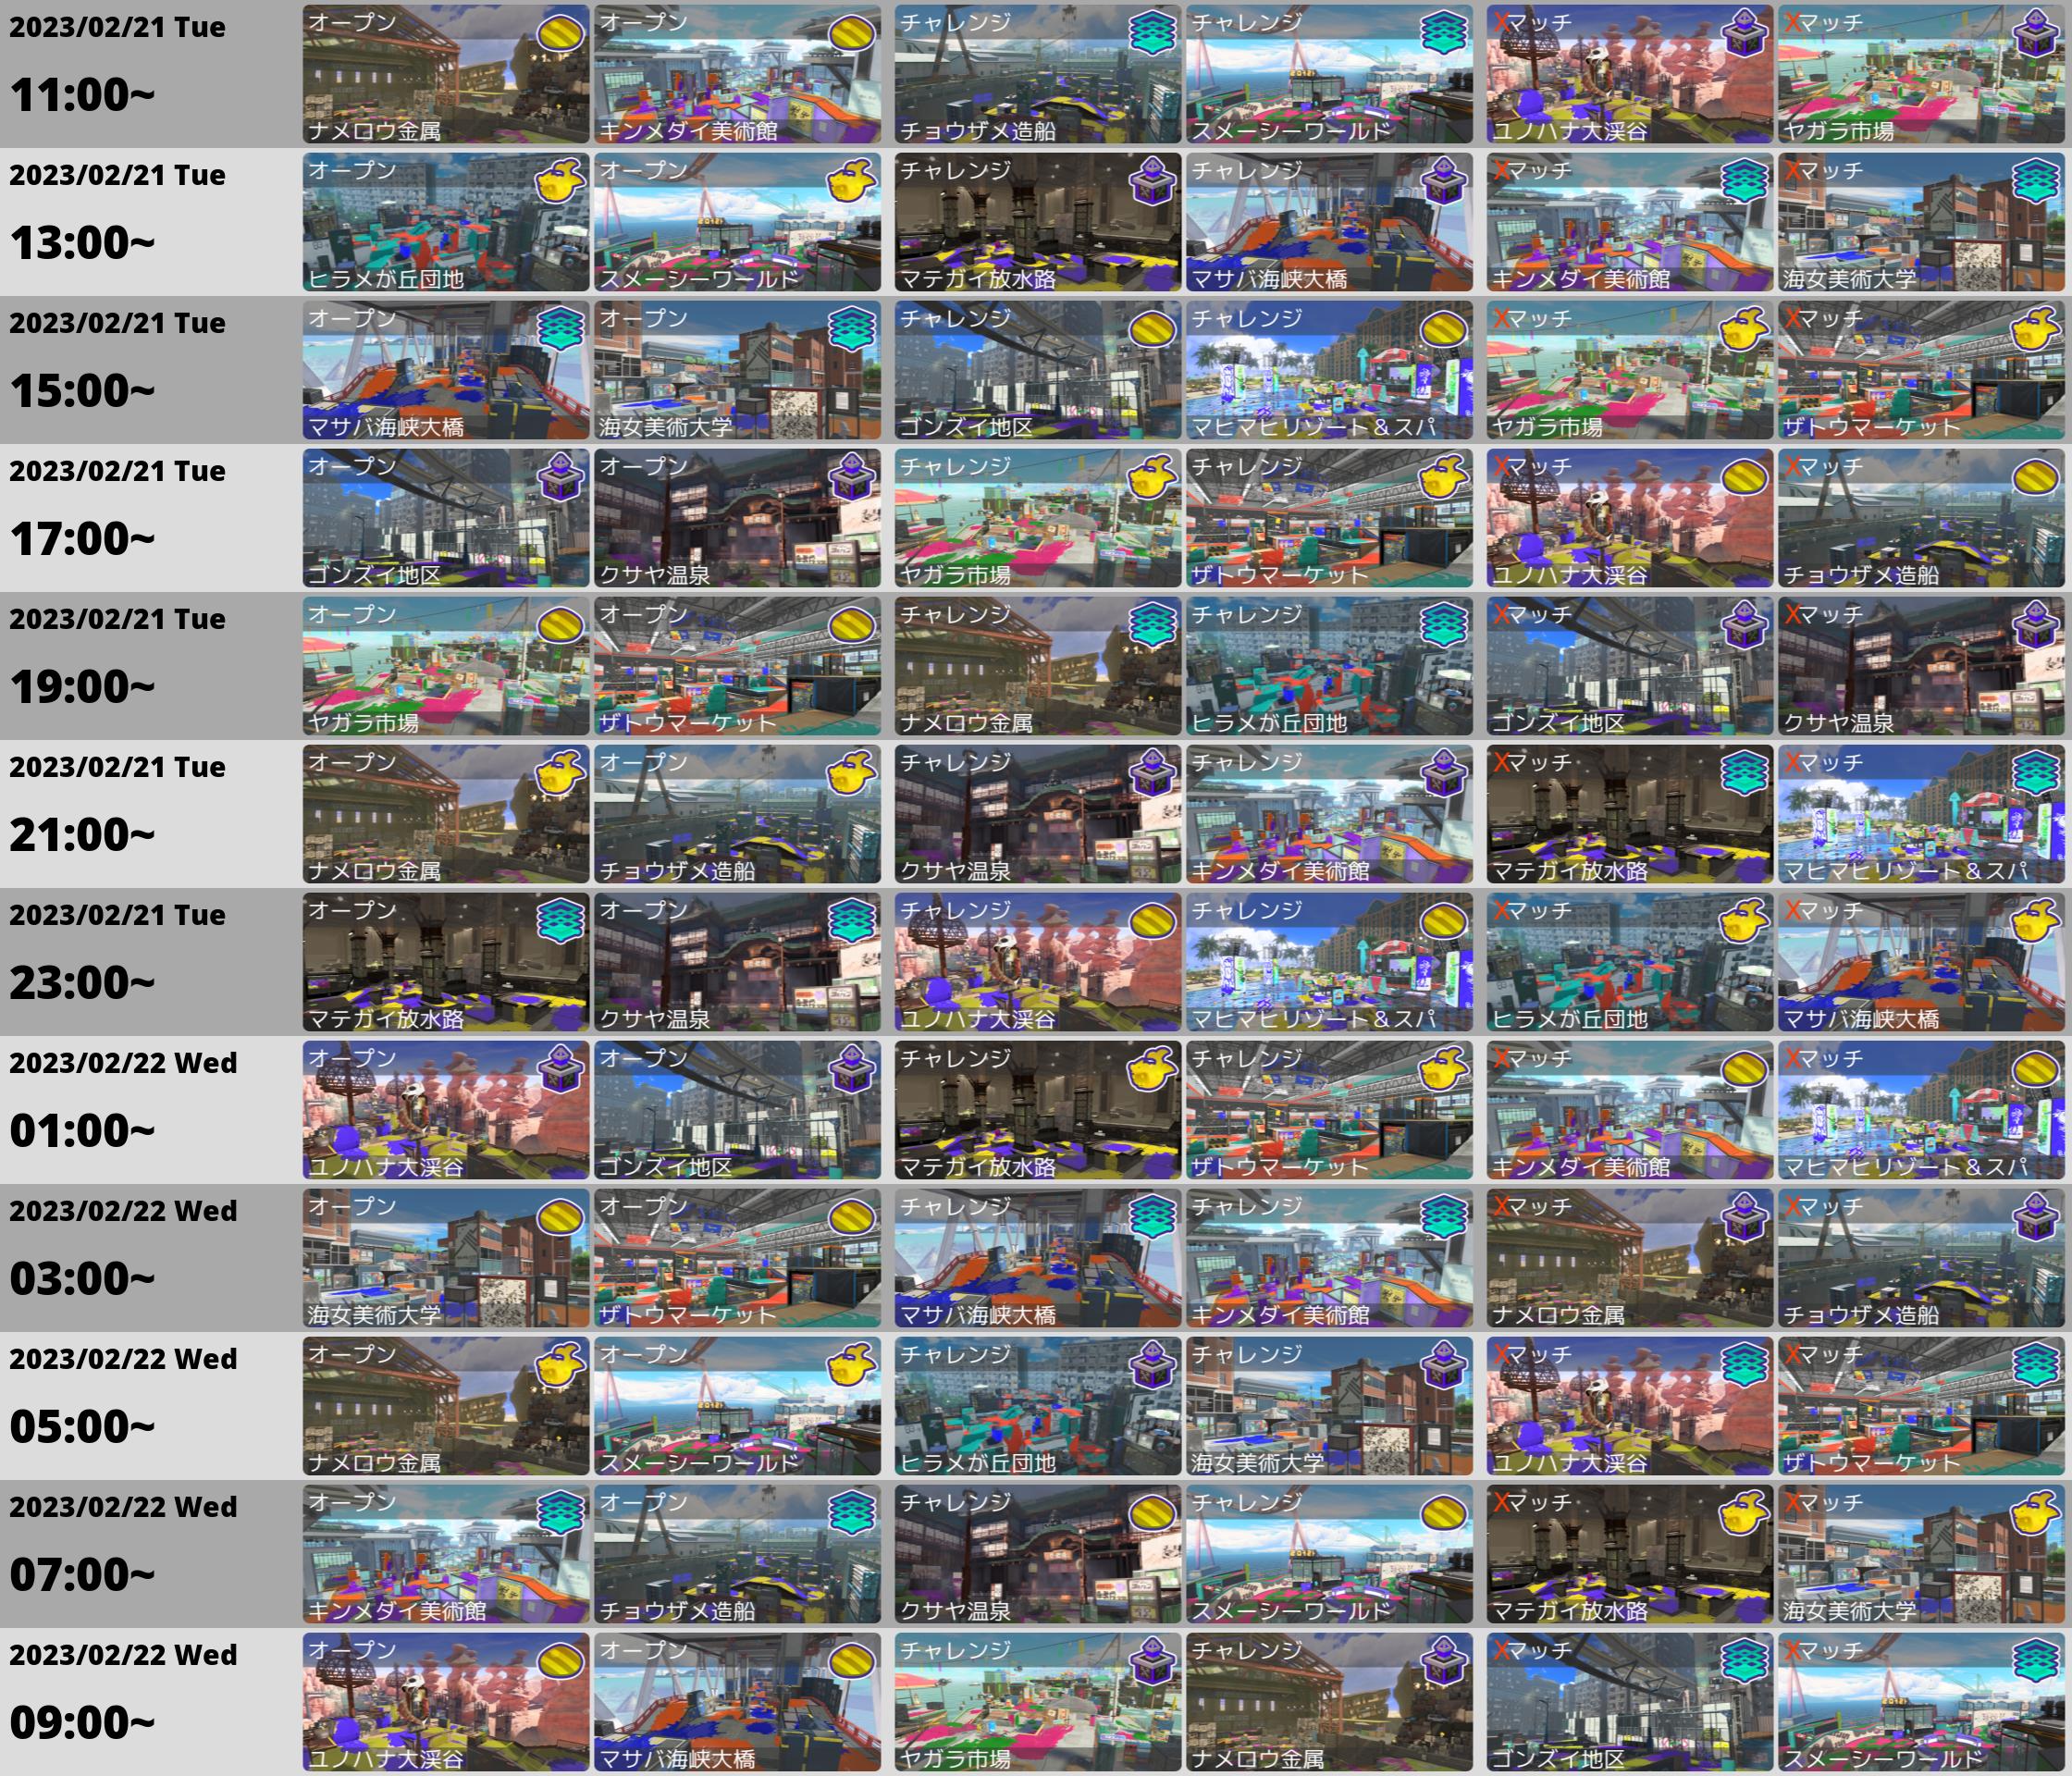 2023/02/21 Tue
11:00~
オープン オープン チャレンジ チャレンジ Xマッチ Xマッチ
ナメロウ金属 キンメダイ美術館 チョウザメ造船 スメーシーワールド ユノハナ大渓谷 ヤガラ市場
2023/02/21 Tue
13:00~
オープン オープン チャレンジ チャレンジ Xマッチ Xマッチ
ヒラメが丘団地 スメーシーワールド マテガイ放水路 マサバ海峡大橋 キンメダイ美術館 海女美術大学
2023/02/21 Tue
15:00~
オープン オープン チャレンジ チャレンジ Xマッチ Xマッチ
マサバ海峡大橋 海女美術大学 ゴンズイ地区 マヒマヒリゾート&スパ ヤガラ市場 ザトウマーケット
2023/02/21 Tue
17:00~
オープン オープン チャレンジ チャレンジ Xマッチ Xマッチ
ゴンズイ地区 クサヤ温泉 ヤガラ市場 ザトウマーケット ユノハナ大渓谷 チョウザメ造船
2023/02/21 Tue
19:00~
オープン オープン チャレンジ チャレンジ Xマッチ Xマッチ
ヤガラ市場 ザトウマーケット ナメロウ金属 ヒラメが丘団地 ゴンズイ地区 クサヤ温泉
2023/02/21 Tue
21:00~
オープン オープン チャレンジ チャレンジ Xマッチ Xマッチ
ナメロウ金属 チョウザメ造船 クサヤ温泉 キンメダイ美術館 マテガイ放水路 マヒマヒリゾート&スパ
2023/02/21 Tue
23:00~
オープン オープン チャレンジ チャレンジ Xマッチ Xマッチ
マテガイ放水路 クサヤ温泉 ユノハナ大渓谷 マヒマヒリゾート&スパ ヒラメが丘団地 マサバ海峡大橋
2023/02/22 Wed
01:00~
オープン オープン チャレンジ チャレンジ Xマッチ Xマッチ
ユノハナ大渓谷 ゴンズイ地区 マテガイ放水路 ザトウマーケット キンメダイ美術館 マヒマヒリゾート&スパ
2023/02/22 Wed
03:00~
オープン オープン チャレンジ チャレンジ Xマッチ Xマッチ
海女美術大学 ザトウマーケット マサバ海峡大橋 キンメダイ美術館 ナメロウ金属 チョウザメ造船
2023/02/22 Wed
05:00~
オープン オープン チャレンジ チャレンジ Xマッチ Xマッチ
ナメロウ金属 スメーシーワールド ヒラメが丘団地 海女美術大学 ユノハナ大渓谷 ザトウマーケット
2023/02/22 Wed
07:00~
オープン オープン チャレンジ チャレンジ Xマッチ Xマッチ
キンメダイ美術館 チョウザメ造船 クサヤ温泉 スメーシーワールド マテガイ放水路 海女美術大学
2023/02/22 Wed
09:00~
オープン オープン チャレンジ チャレンジ Xマッチ Xマッチ
ユノハナ大渓谷 マサバ海峡大橋 ヤガラ市場 ナメロウ金属 ゴンズイ地区 スメーシーワールド